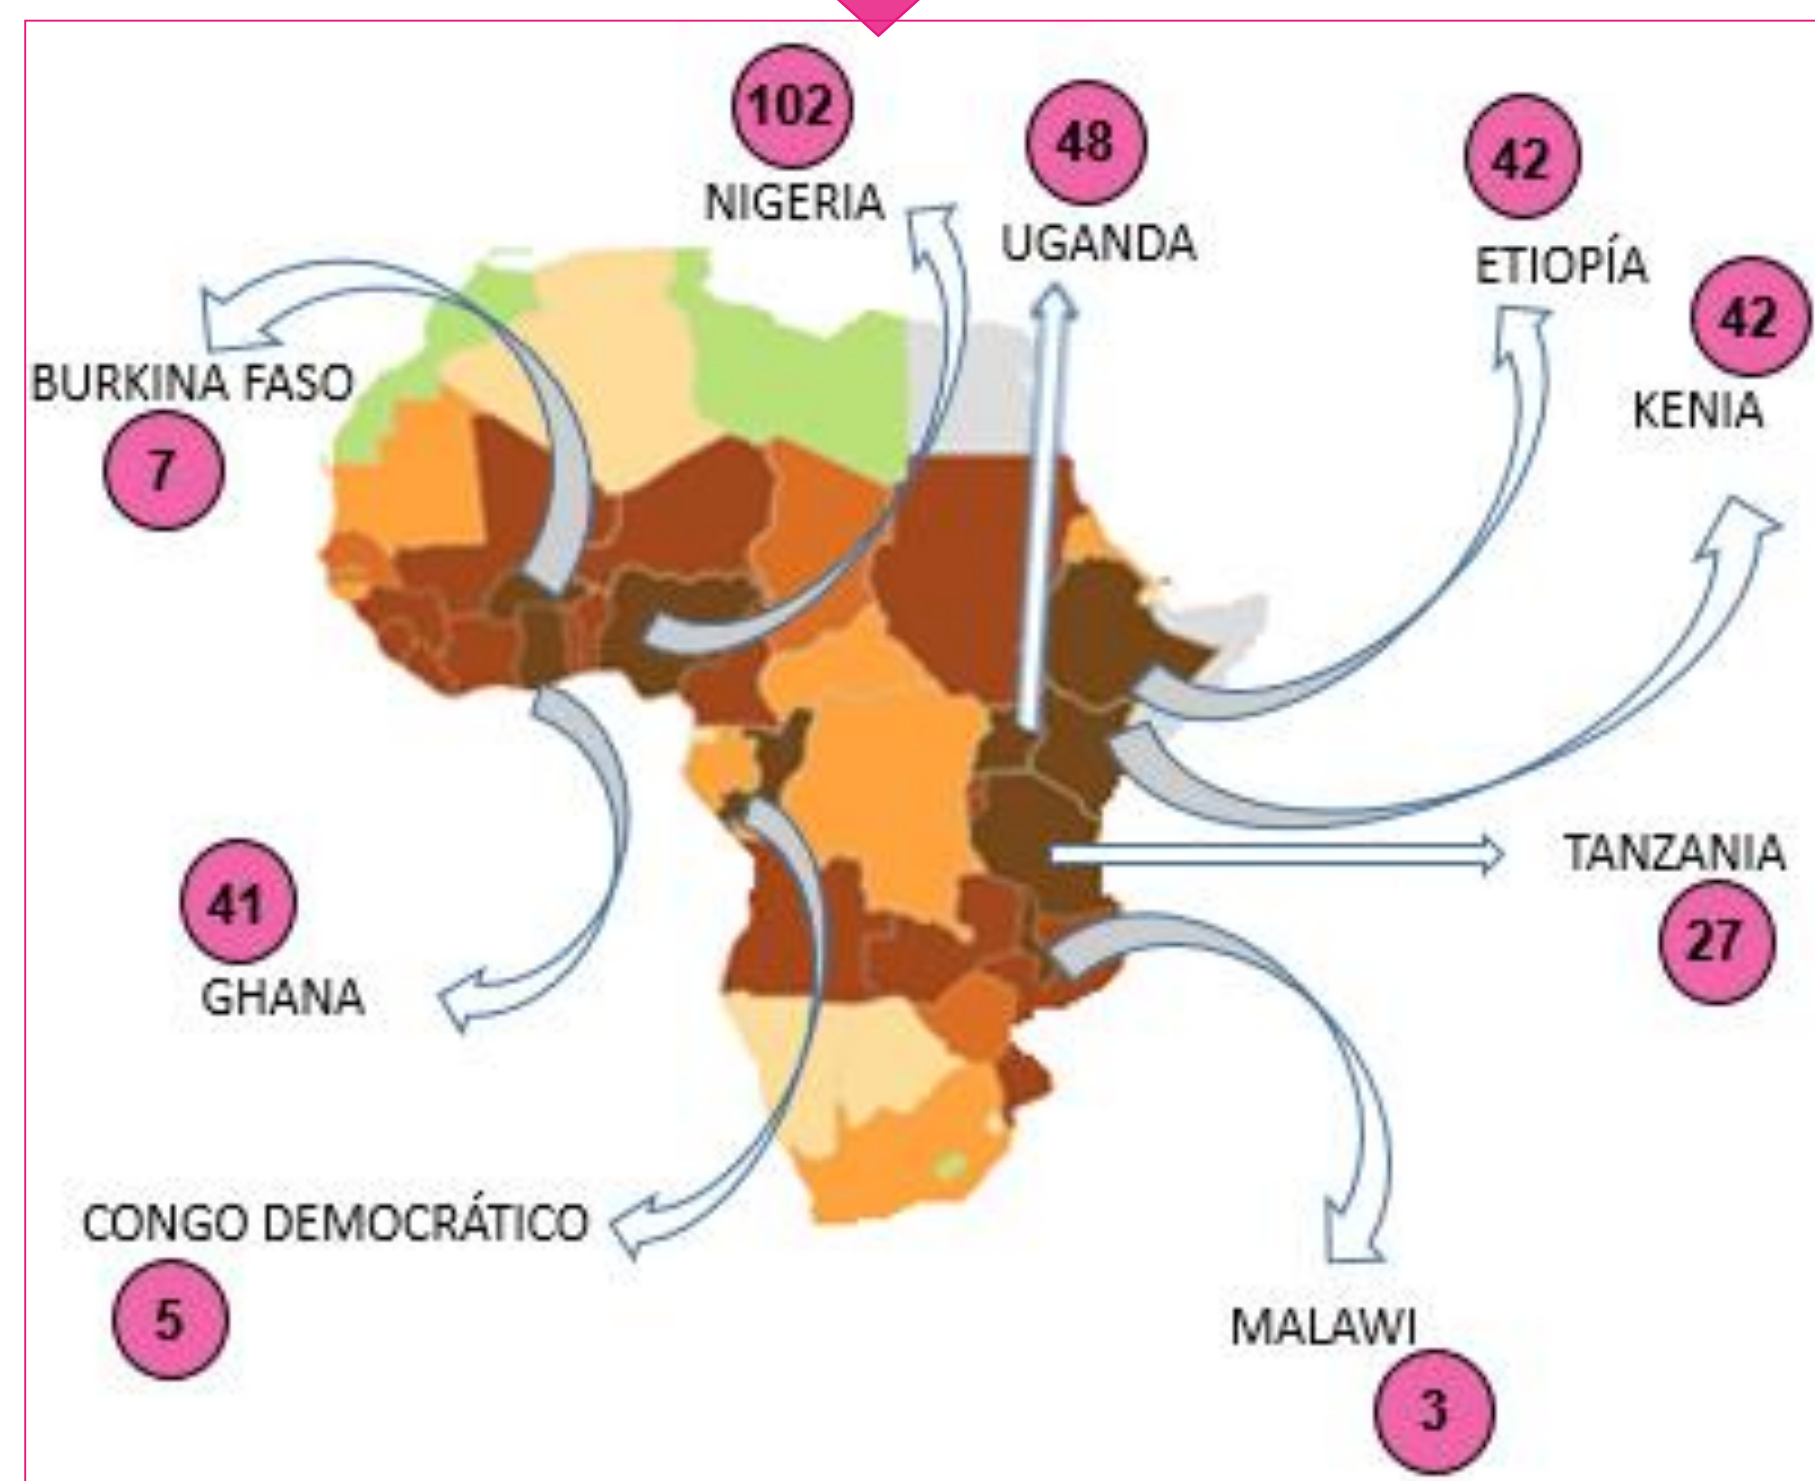 102
NIGERIA
48
UGANDA
42
ETIOPÍA
42
KENIA
BURKINA FASO
7
TANZANIA
27
41
GHANA
CONGO DEMOCRÁTICO
5
MALAWI
3